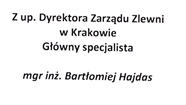 Z up. Dyrektora Zarządu Zlewni
w Krakowie
Główny specjalista
mgr inż. Bartłomiej Hajdas